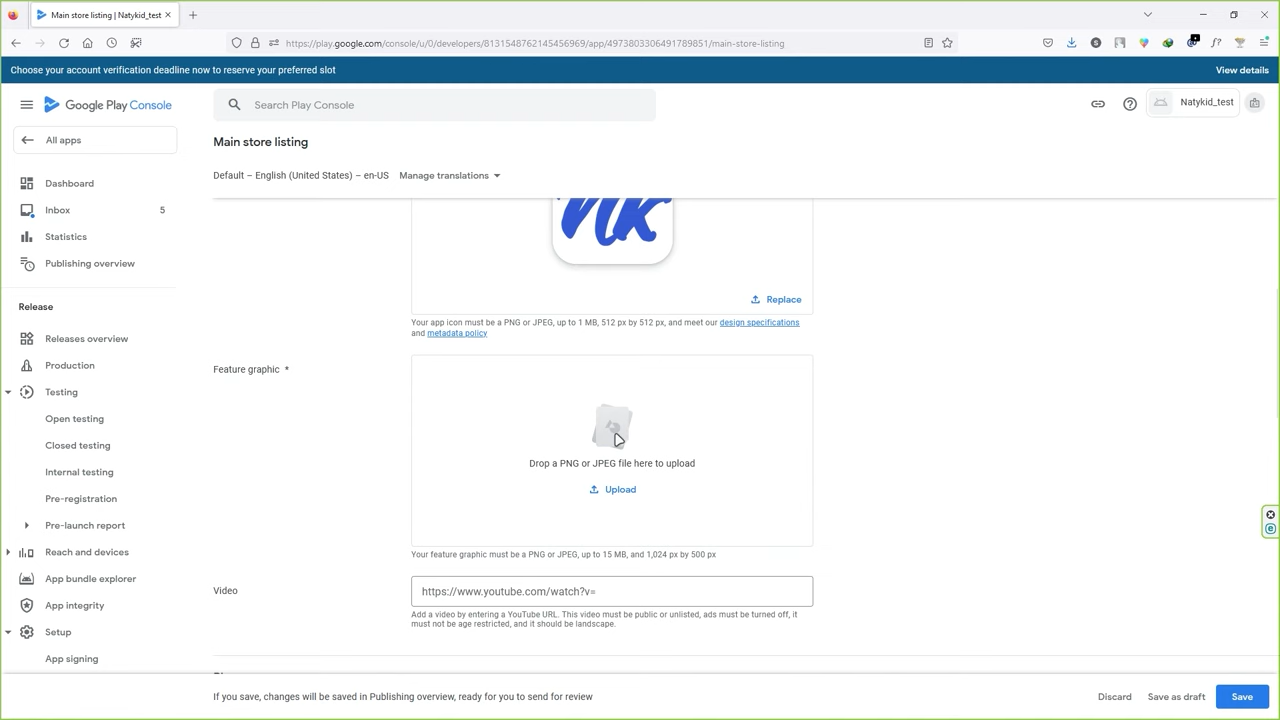 Main store listing | Natykid_test
https://play.google.com/console/u/0/developers/8131548762145455969/app/4973803306491789851/main-store-listing
Choose your account verification deadline now to reserve your preferred slot
View details
Google Play Console
Search Play Console
Natykid_test
All apps
Main store listing
Default – English (United States) – en-US
Manage translations
Dashboard
Inbox
5
Statistics
Publishing overview
Release
Releases overview
Production
Testing
Open testing
Closed testing
Internal testing
Pre-registration
Pre-launch report
Reach and devices
App bundle explorer
App integrity
Setup
App signing
nk
Replace
Your app icon must be a PNG or JPEG, up to 1 MB, 512 px by 512 px, and meet our design specifications
and metadata policy
Feature graphic *
Drop a PNG or JPEG file here to upload
Upload
Your feature graphic must be a PNG or JPEG, up to 15 MB, and 1,024 px by 500 px
Video
https://www.youtube.com/watch?v=
Add a video by entering a YouTube URL. This video must be public or unlisted, ads must be turned off, it
must not be age restricted, and it should be landscape.
If you save, changes will be saved in Publishing overview, ready for you to send for review
Discard
Save as draft
Save